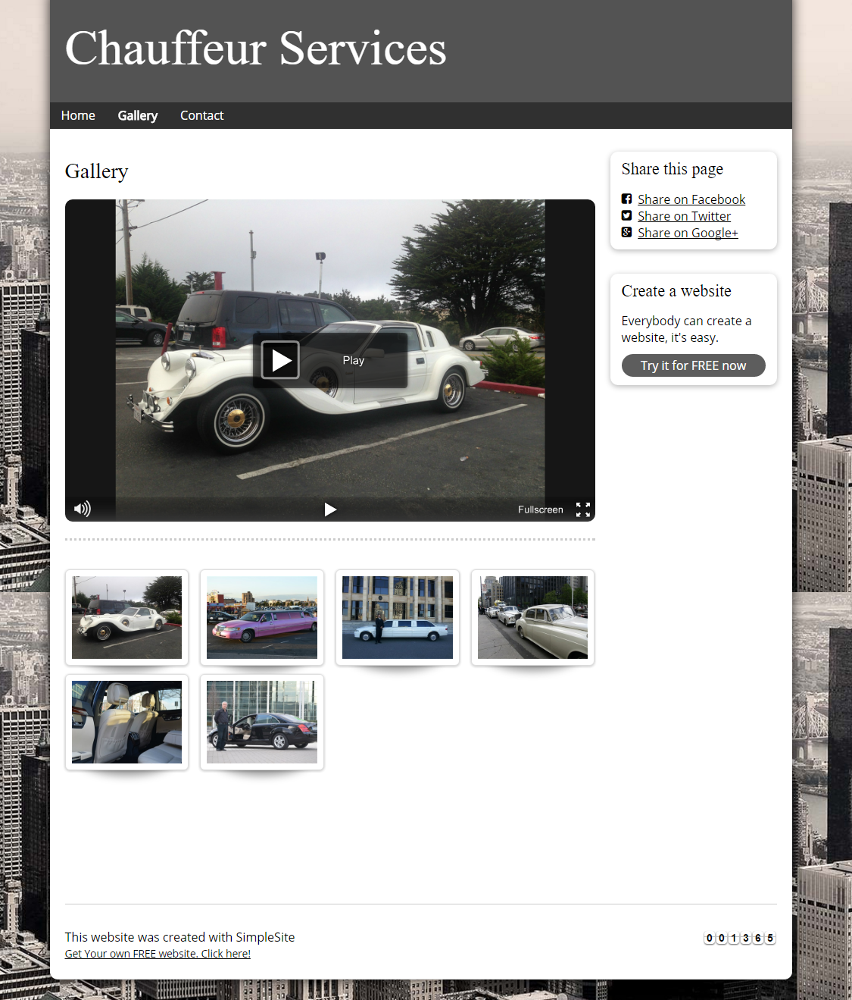 Chauffeur Services
Home Gallery Contact
Gallery
Play
Fullscreen
Share this page
Share on Facebook
Share on Twitter
Share on Google+
Create a website
Everybody can create a
website, it's easy.
Try it for FREE now
This website was created with SimpleSite
Get Your own FREE website. Click here!
001365